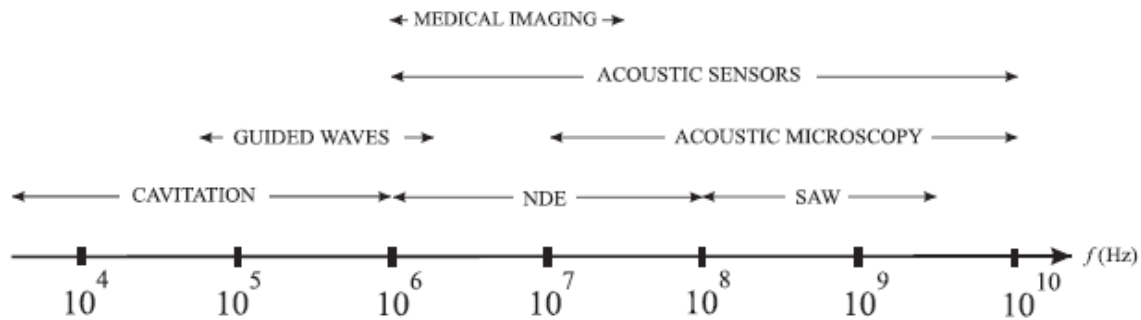 MEDICAL IMAGING
ACOUSTIC SENSORS
GUIDED WAVES ACOUSTIC MICROSCOPY
CAVITATION NDE SAW
f (Hz)
10^4 10^5 10^6 10^7 10^8 10^9 10^10